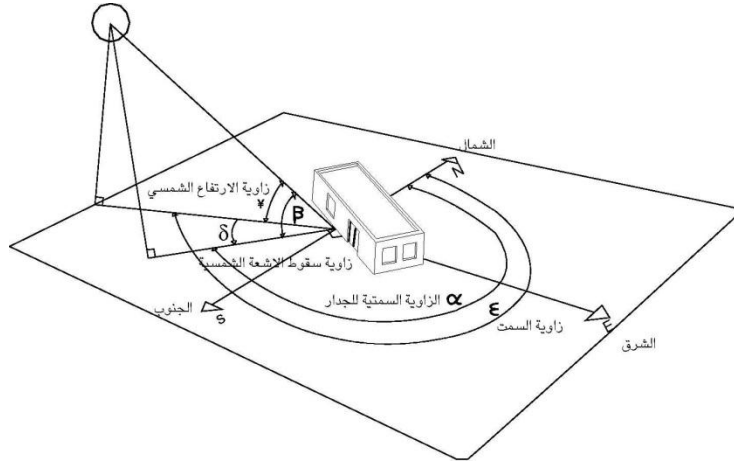 الشمال
N
زاوية الارتفاع الشمسي
γ
β
δ
زاوية سقوط الاشعة الشمسية
الزاوية السمتية للجدار α
الجنوب
S
ε
زاوية السمت
E
الشرق